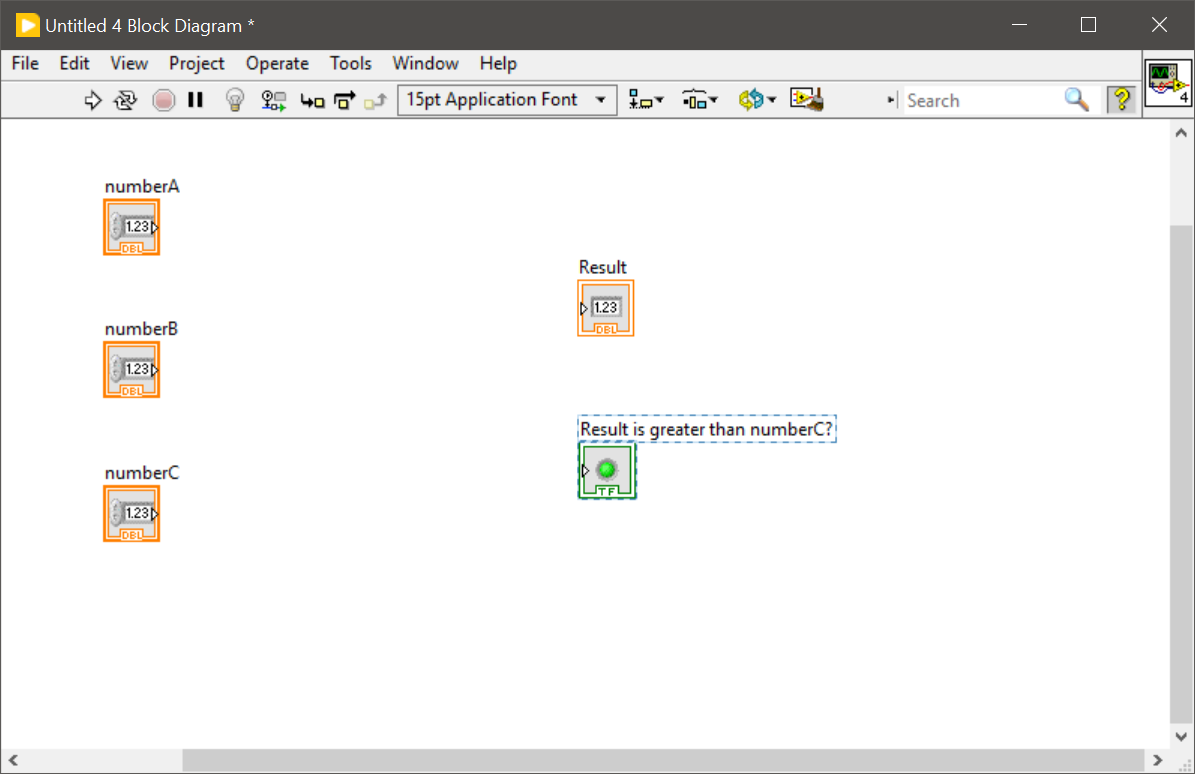 Untitled 4 Block Diagram *
File Edit View Project Operate Tools Window Help
15pt Application Font
Search
?
4
numberA
1.23
DBL
Result
1.23
DBL
numberB
1.23
DBL
Result is greater than numberC?
TF
numberC
1.23
DBL